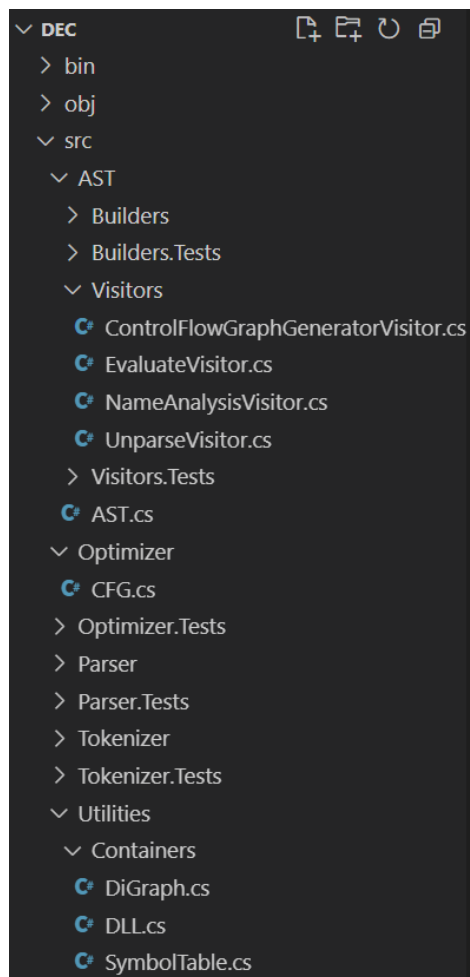 DEC
bin
obj
src
AST
Builders
Builders.Tests
Visitors
C# ControlFlowGraphGeneratorVisitor.cs
C# EvaluateVisitor.cs
C# NameAnalysisVisitor.cs
C# UnparseVisitor.cs
Visitors.Tests
C# AST.cs
Optimizer
C# CFG.cs
Optimizer.Tests
Parser
Parser.Tests
Tokenizer
Tokenizer.Tests
Utilities
Containers
C# DiGraph.cs
C# DLL.cs
C# SymbolTable.cs